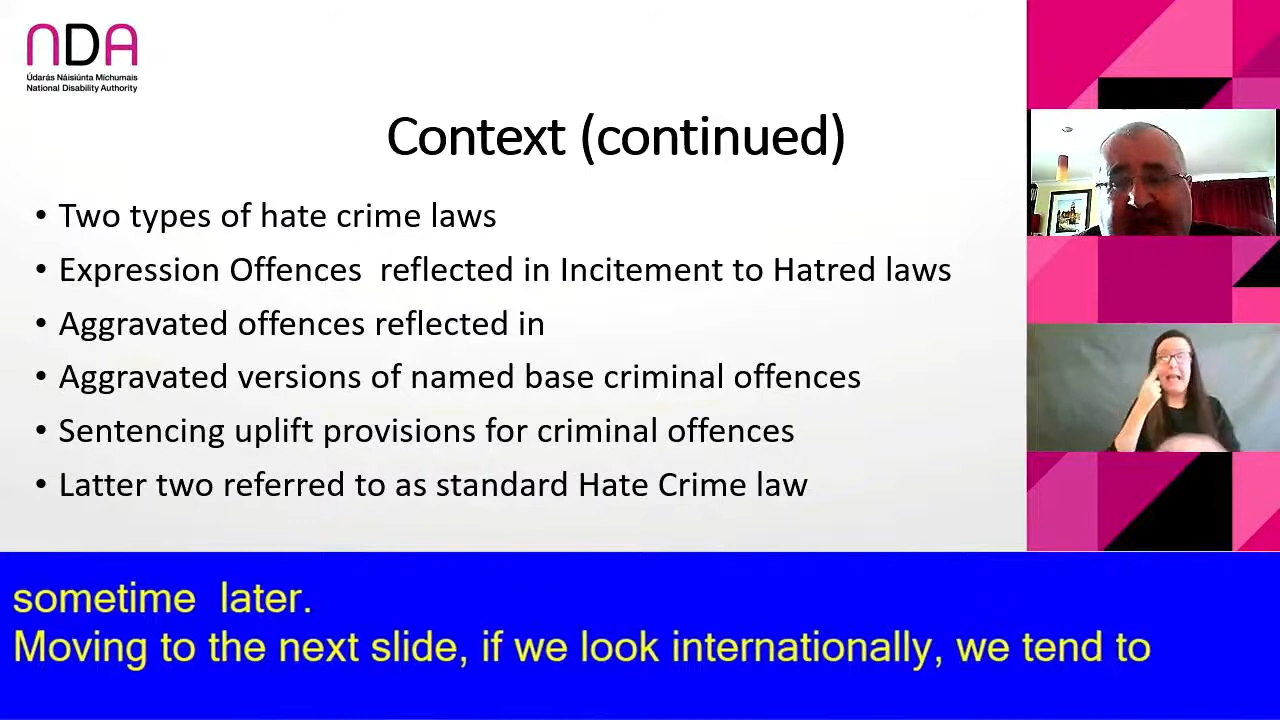 NDA
Údarás Náisiúnta Míchumais
National Disability Authority
Context (continued)
• Two types of hate crime laws
• Expression Offences  reflected in Incitement to Hatred laws
• Aggravated offences reflected in
• Aggravated versions of named base criminal offences
• Sentencing uplift provisions for criminal offences
• Latter two referred to as standard Hate Crime law
sometime  later.
Moving to the next slide, if we look internationally, we tend to